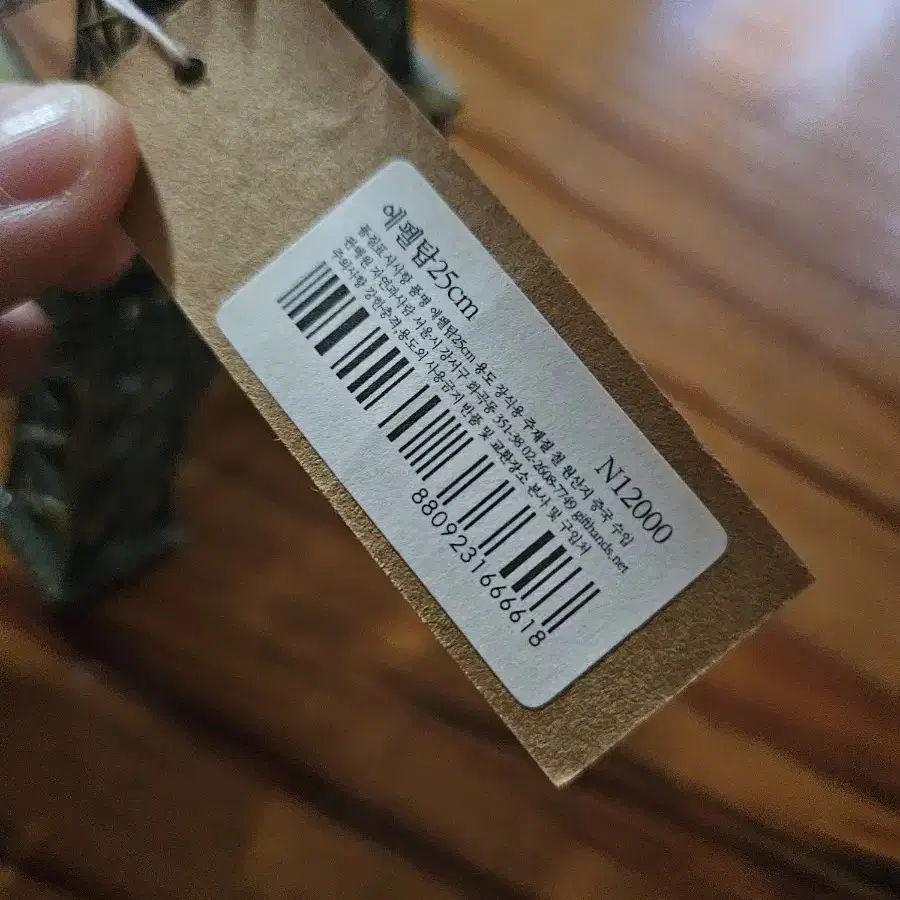 에펠탑25cm
N12000
품질표시사항 품명 에펠탑25cm 용도 장식용 주재질 철 원산지 중국 수입
판매원 자연과사람 서울시 강서구 화곡동 351-38 02-2608-7749 gifthands.net
주의사항 강한충격,용도외 사용금지 반품 및 교환장소 본사 및 구입처
8809231666618